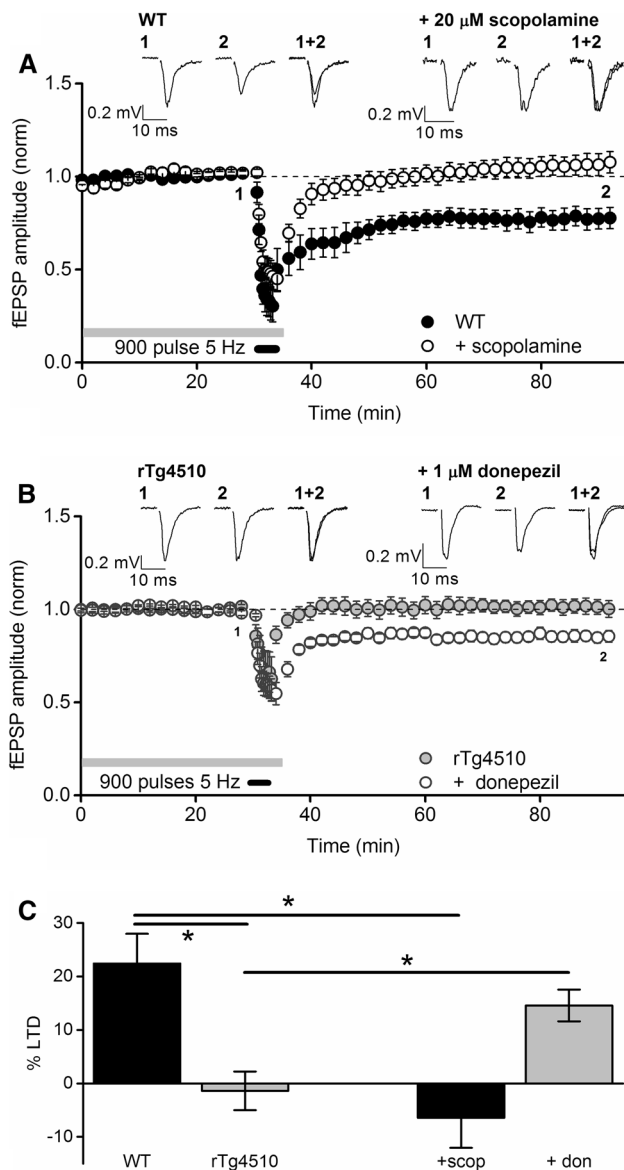 A
WT
+ 20 µM scopolamine
1 2 1+2 1 2 1+2
0.2 mV
10 ms
0.2 mV
10 ms
fEPSP amplitude (norm)
1.5
1.0
0.5
0.0
1
2
WT
+ scopolamine
900 pulse 5 Hz
0 20 40 60 80
Time (min)
B
rTg4510
+ 1 µM donepezil
1 2 1+2 1 2 1+2
0.2 mV
10 ms
0.2 mV
10 ms
fEPSP amplitude (norm)
1.5
1.0
0.5
0.0
1
2
rTg4510
+ donepezil
900 pulses 5 Hz
0 20 40 60 80
Time (min)
C
% LTD
30
20
10
0
-10
*
*
*
WT rTg4510 +scop + don